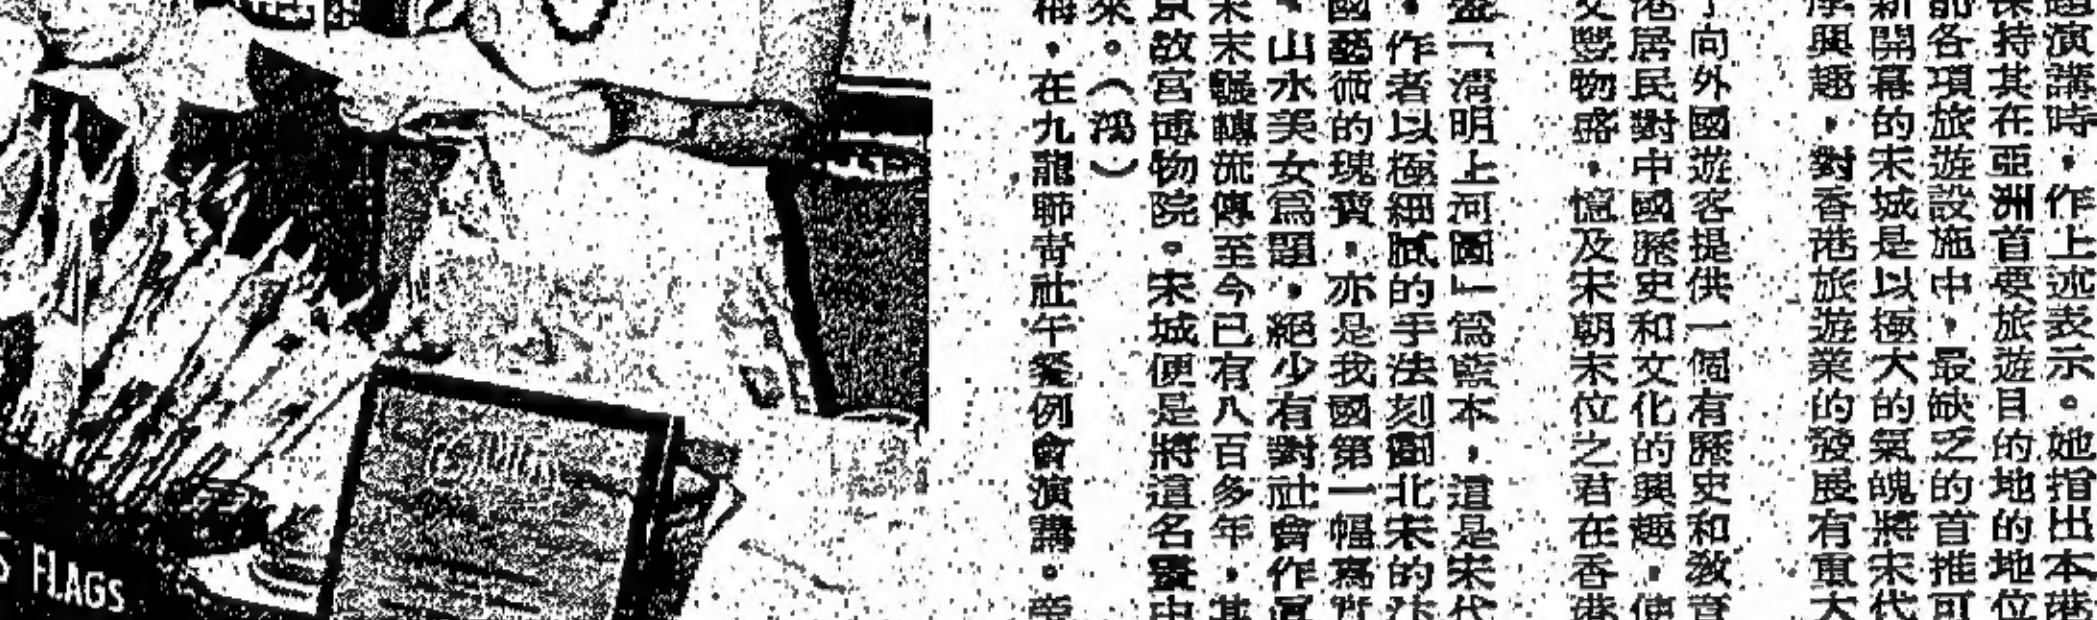 演講時，作上述表示。她指出本港
保持其在亞洲首要旅遊目的地的地位
各項旅遊設施中，最缺乏的首推可
新開幕的宋城是以極大的氣魄將宋代
興趣，對香港旅遊業的發展有重大
向外國遊客提供一個有歷史和教育
港居民對中國歷史和文化的興趣，使
文豐物盛，憶及宋朝末位之君在香港
盛「清明上河圖」為藍本，這是宋代
，作者以極細膩的手法刻劃北宋的汴
國藝術的瑰寶，亦是我國第一幅寫實
，山水美女為題，絕少有對社會作寫
末輾轉流傳至今已有八百多年，其
京故宮博物院。宋城便是將這名畫中
來。（鴻）
稱，在九龍聯青社午餐例會演講。
FLAGS